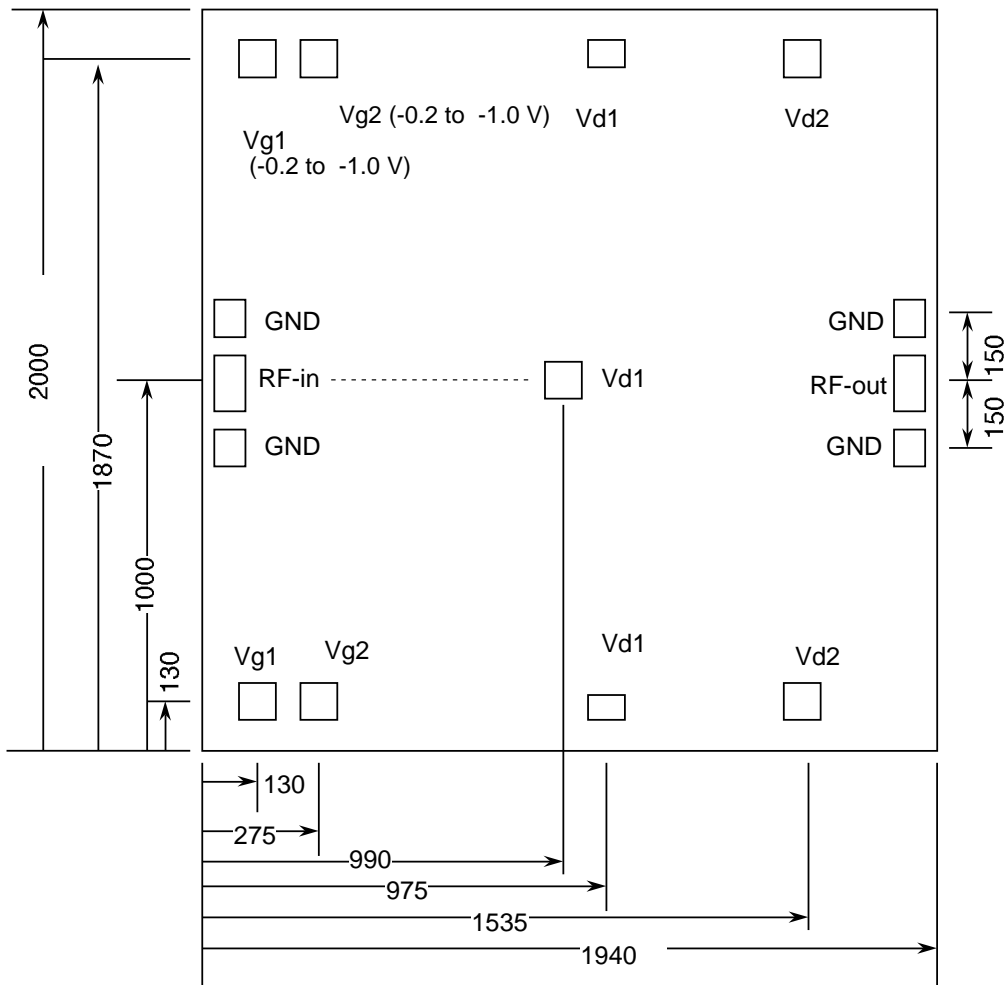 Vg2 (-0.2 to -1.0 V)
Vd1
Vd2
Vg1
(-0.2 to -1.0 V)
GND
GND
2000
150
RF-in
Vd1
RF-out
150
GND
GND
1870
1000
Vg1
Vg2
Vd1
Vd2
130
130
275
990
975
1535
1940